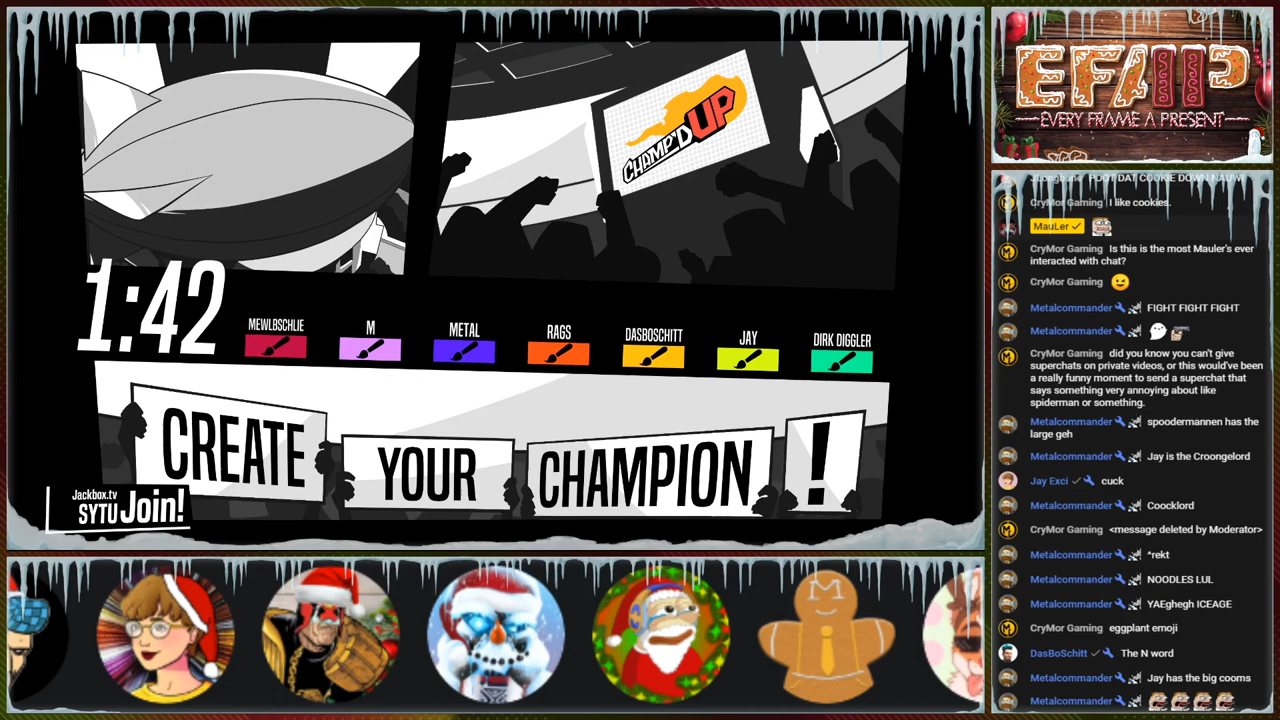 CHAMP'D UP
1:42
MEWLBSCHLIE
M
METAL
RAGS
DASBOSCHITT
JAY
DIRK DIGGLER
CREATE YOUR CHAMPION !
Jackbox.tv
SYTU Join!
EFAP
EVERY FRAME A PRESENT
CryMor Gaming I like cookies.
MauLer
CryMor Gaming Is this is the most Mauler's ever
interacted with chat?
CryMor Gaming
Metalcommander FIGHT FIGHT FIGHT
Metalcommander
CryMor Gaming did you know you can't give
superchats on private videos, or this would've been
a really funny moment to send a superchat that
says something very annoying about like
spiderman or something.
Metalcommander spoodermannen has the
large geh
Metalcommander Jay is the Croongelord
Jay Exci cuck
Metalcommander Coocklord
CryMor Gaming <message deleted by Moderator>
Metalcommander ^rekt
Metalcommander NOODLES LUL
Metalcommander YAEghegh ICEAGE
CryMor Gaming eggplant emoji
DasBoSchitt The N word
Metalcommander Jay has the big cooms
Metalcommander
M